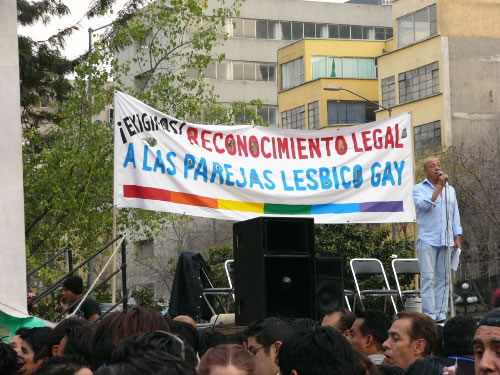 ¡EXIGIMOS! RECONOCIMIENTO LEGAL
A LAS PAREJAS LESBICO GAY